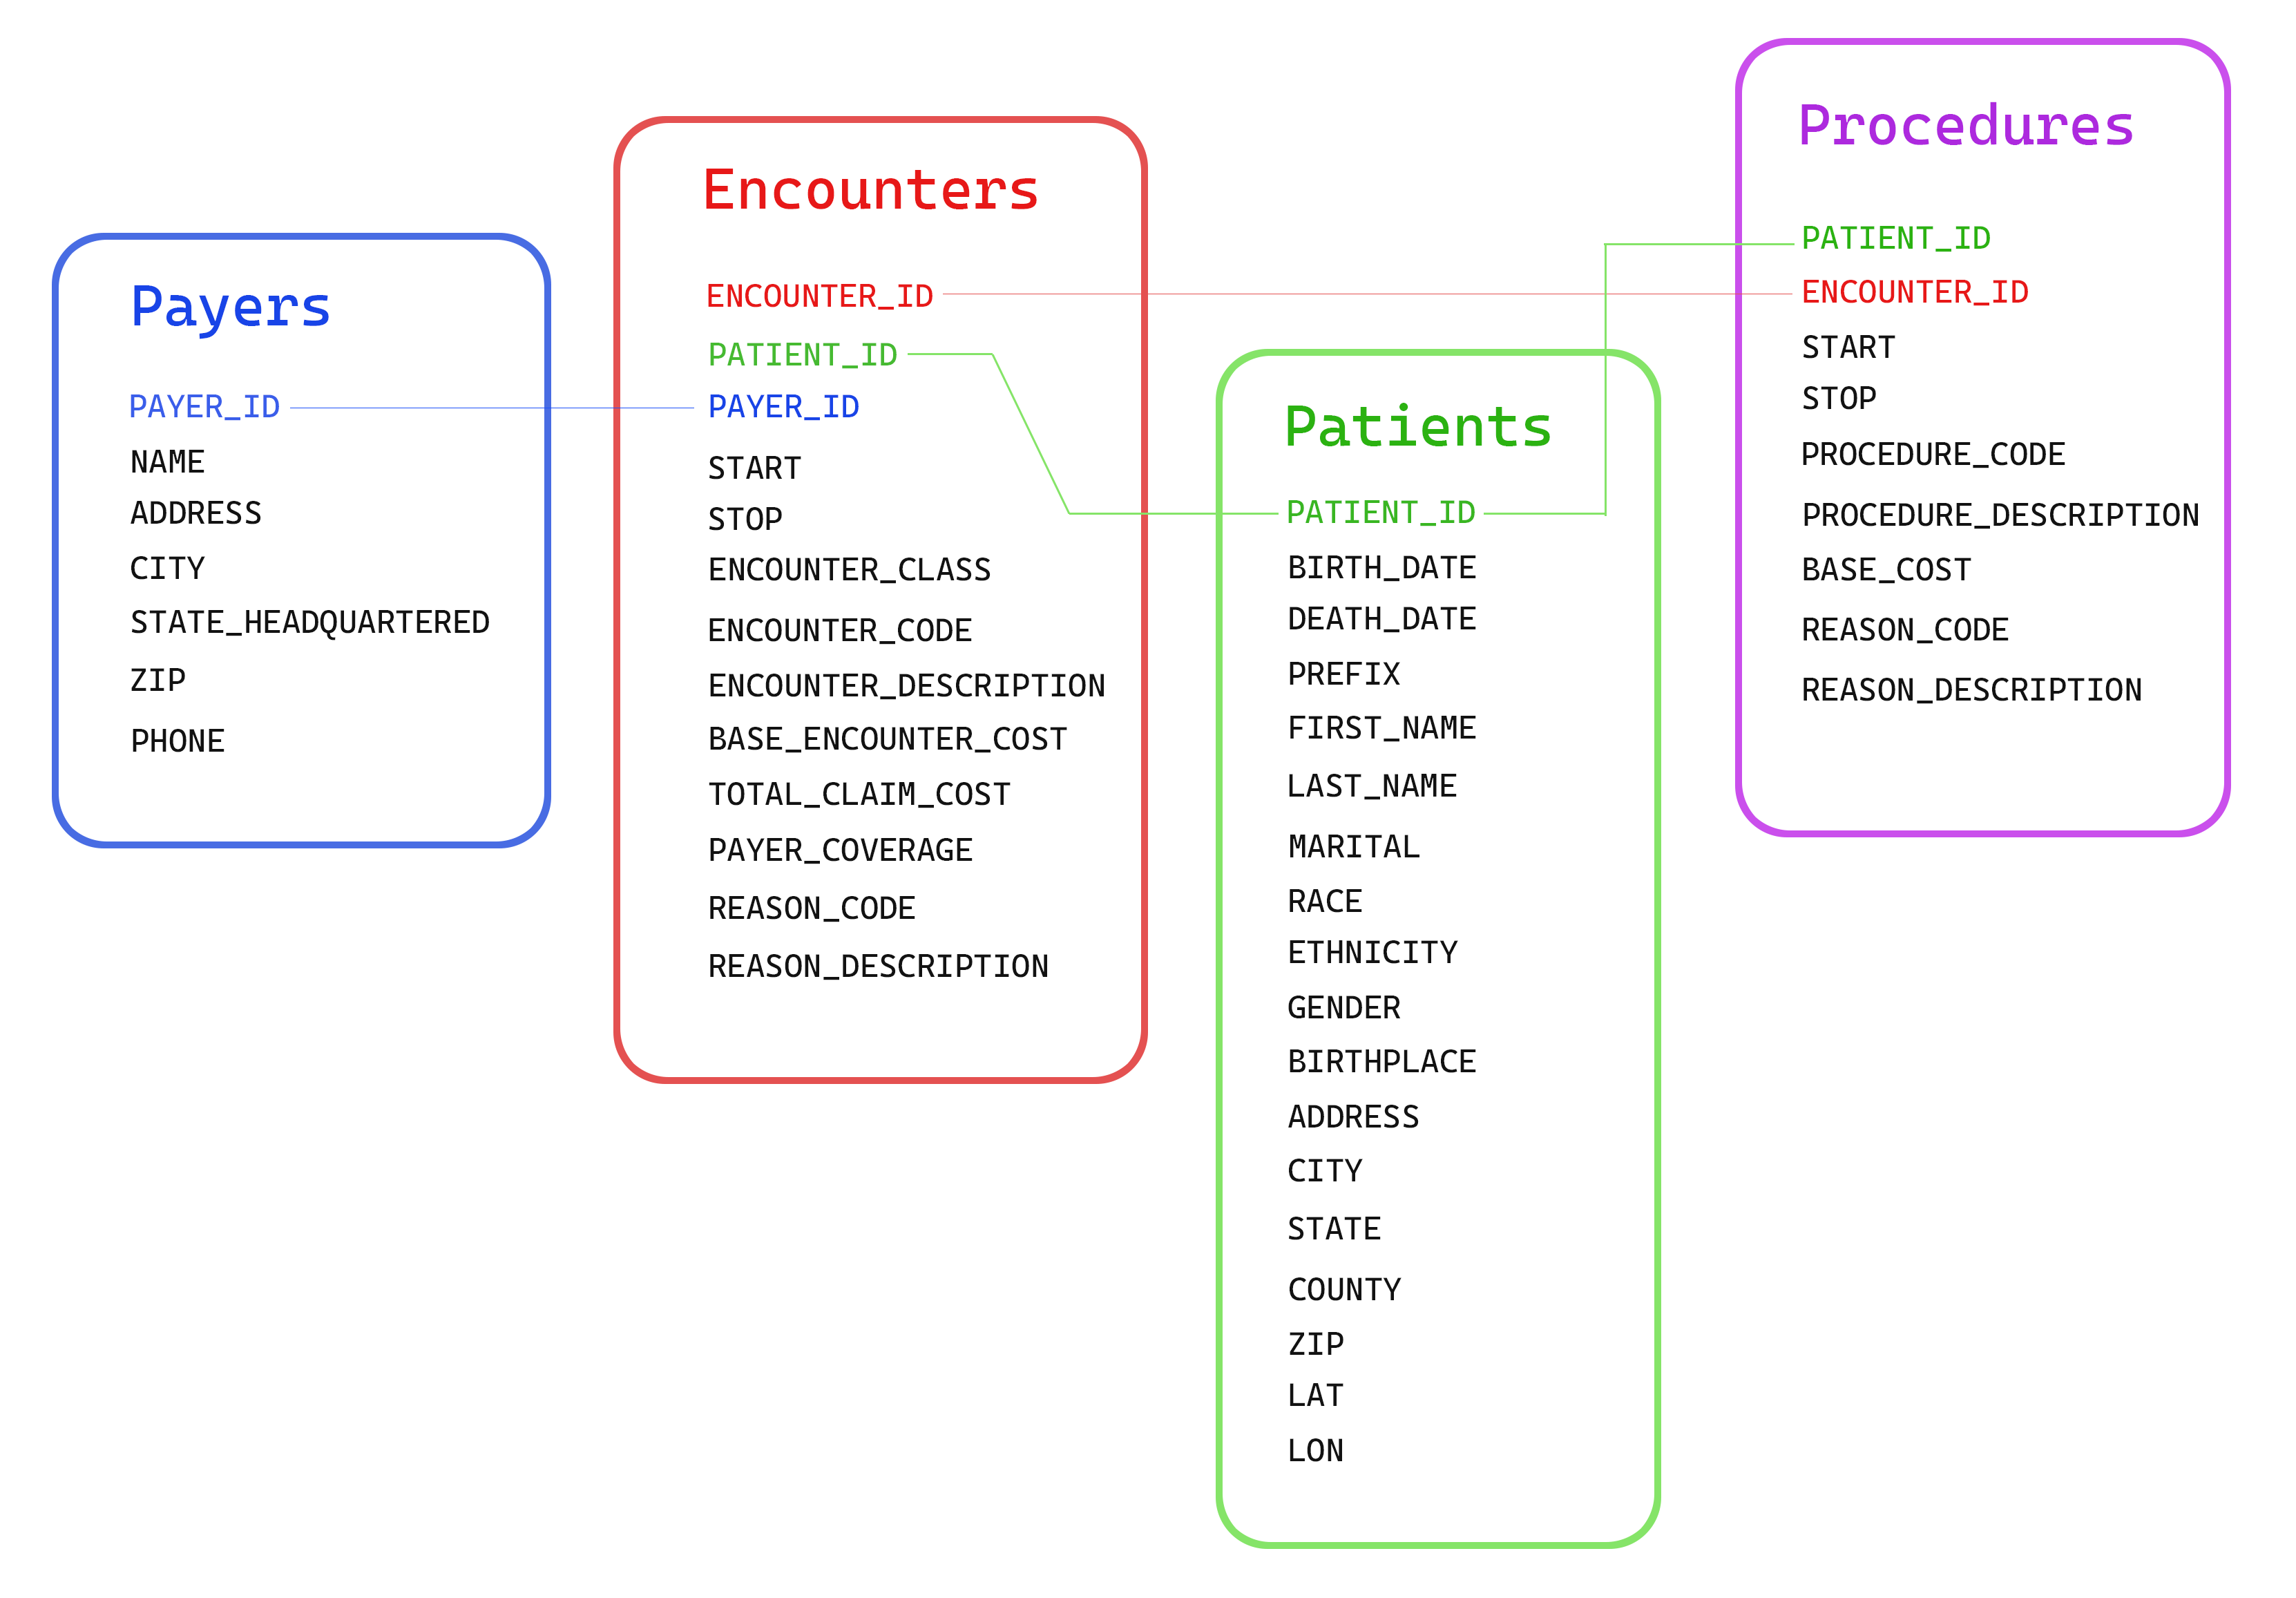 Payers
PAYER_ID
NAME
ADDRESS
CITY
STATE_HEADQUARTERED
ZIP
PHONE
Encounters
ENCOUNTER_ID
PATIENT_ID
PAYER_ID
START
STOP
ENCOUNTER_CLASS
ENCOUNTER_CODE
ENCOUNTER_DESCRIPTION
BASE_ENCOUNTER_COST
TOTAL_CLAIM_COST
PAYER_COVERAGE
REASON_CODE
REASON_DESCRIPTION
Patients
PATIENT_ID
BIRTH_DATE
DEATH_DATE
PREFIX
FIRST_NAME
LAST_NAME
MARITAL
RACE
ETHNICITY
GENDER
BIRTHPLACE
ADDRESS
CITY
STATE
COUNTY
ZIP
LAT
LON
Procedures
PATIENT_ID
ENCOUNTER_ID
START
STOP
PROCEDURE_CODE
PROCEDURE_DESCRIPTION
BASE_COST
REASON_CODE
REASON_DESCRIPTION